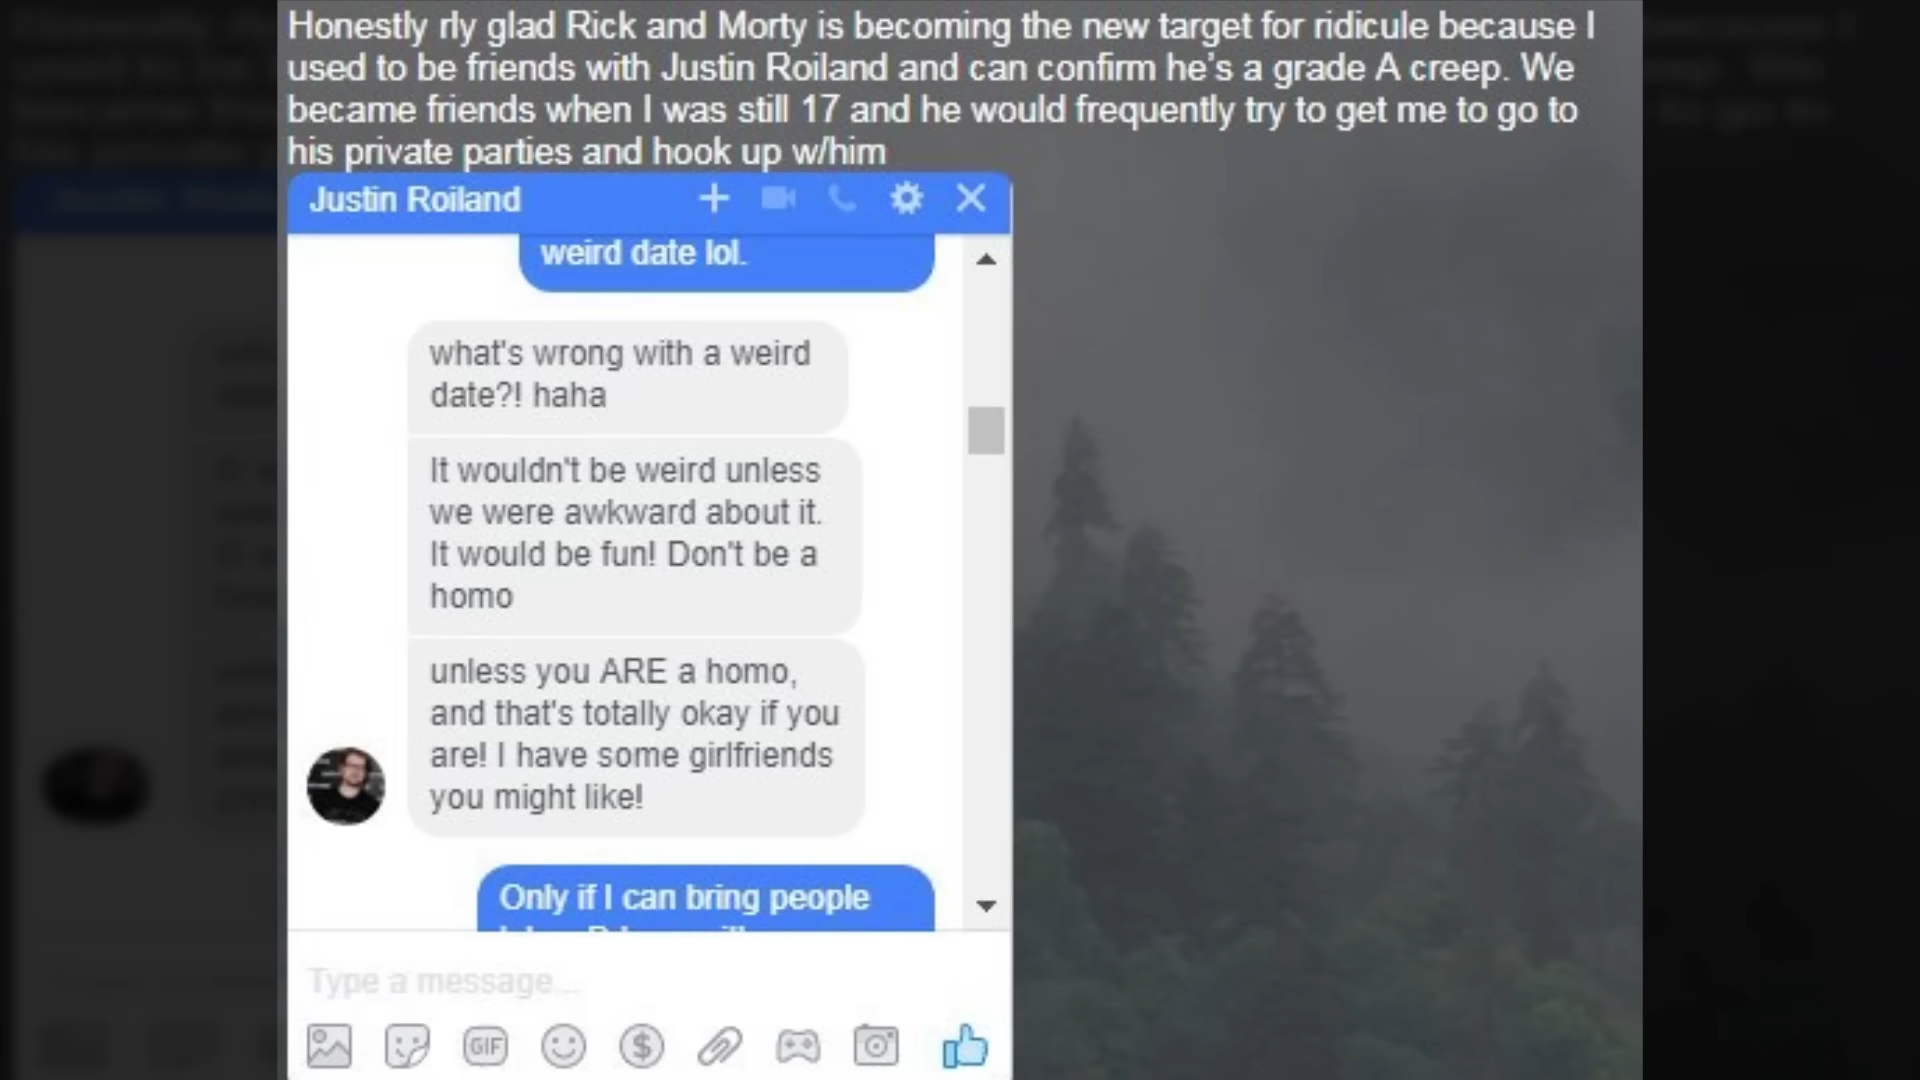 Honestly rly glad Rick and Morty is becoming the new target for ridicule because I
used to be friends with Justin Roiland and can confirm he's a grade A creep. We
became friends when I was still 17 and he would frequently try to get me to go to
his private parties and hook up w/him
Justin Roiland
weird date lol.
what's wrong with a weird
date?! haha
It wouldn't be weird unless
we were awkward about it.
It would be fun! Don't be a
homo
unless you ARE a homo,
and that's totally okay if you
are! I have some girlfriends
you might like!
Only if I can bring people
Type a message...
GIF